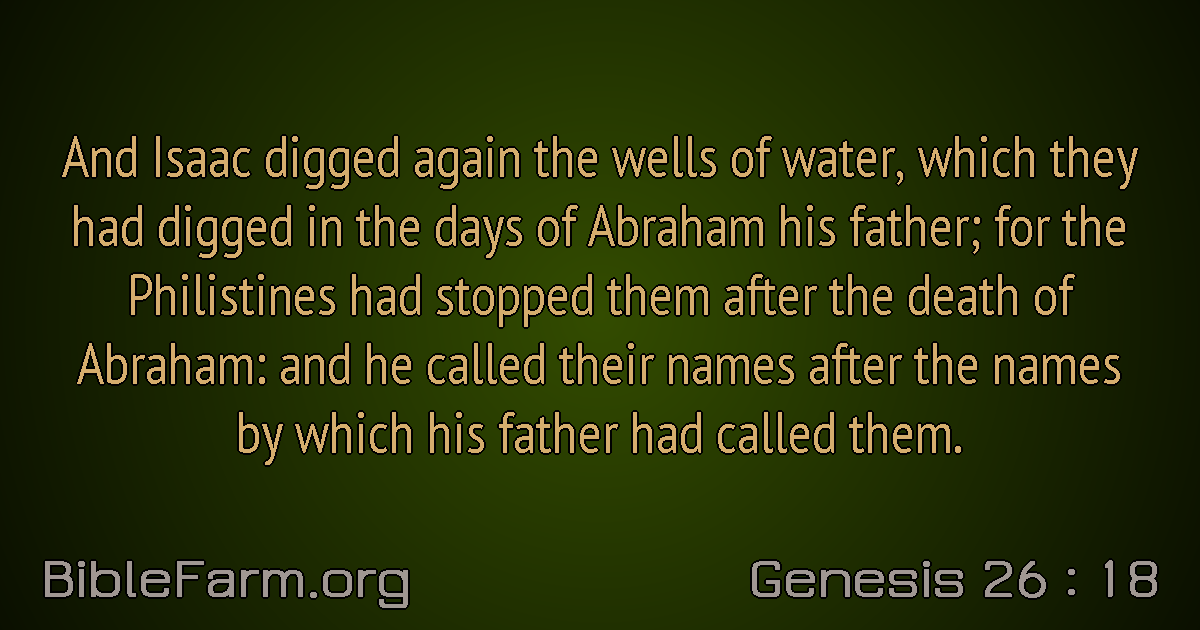 And Isaac digged again the wells of water, which they
had digged in the days of Abraham his father; for the
Philistines had stopped them after the death of
Abraham: and he called their names after the names
by which his father had called them.
BibleFarm.org
Genesis 26 : 18